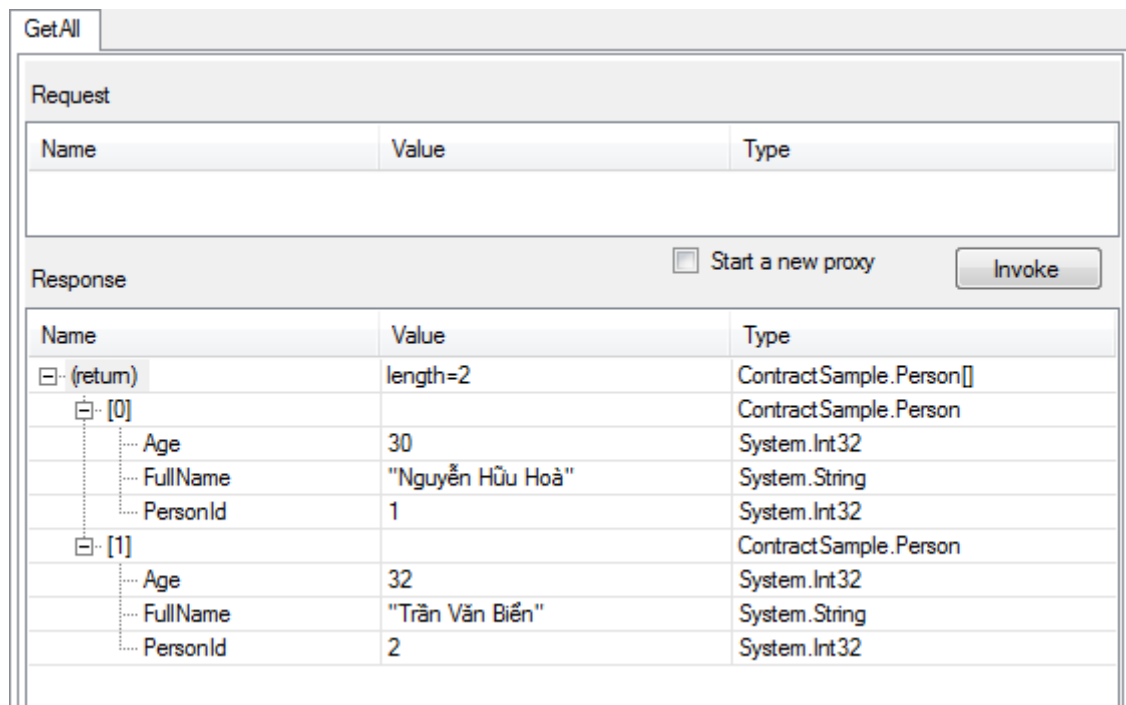 GetAll
Request
Name Value Type
Start a new proxy Invoke
Response
Name Value Type
(return) length=2 ContractSample.Person[]
[0] ContractSample.Person
Age 30 System.Int32
FullName "Nguyễn Hữu Hoà" System.String
PersonId 1 System.Int32
[1] ContractSample.Person
Age 32 System.Int32
FullName "Trần Văn Biển" System.String
PersonId 2 System.Int32